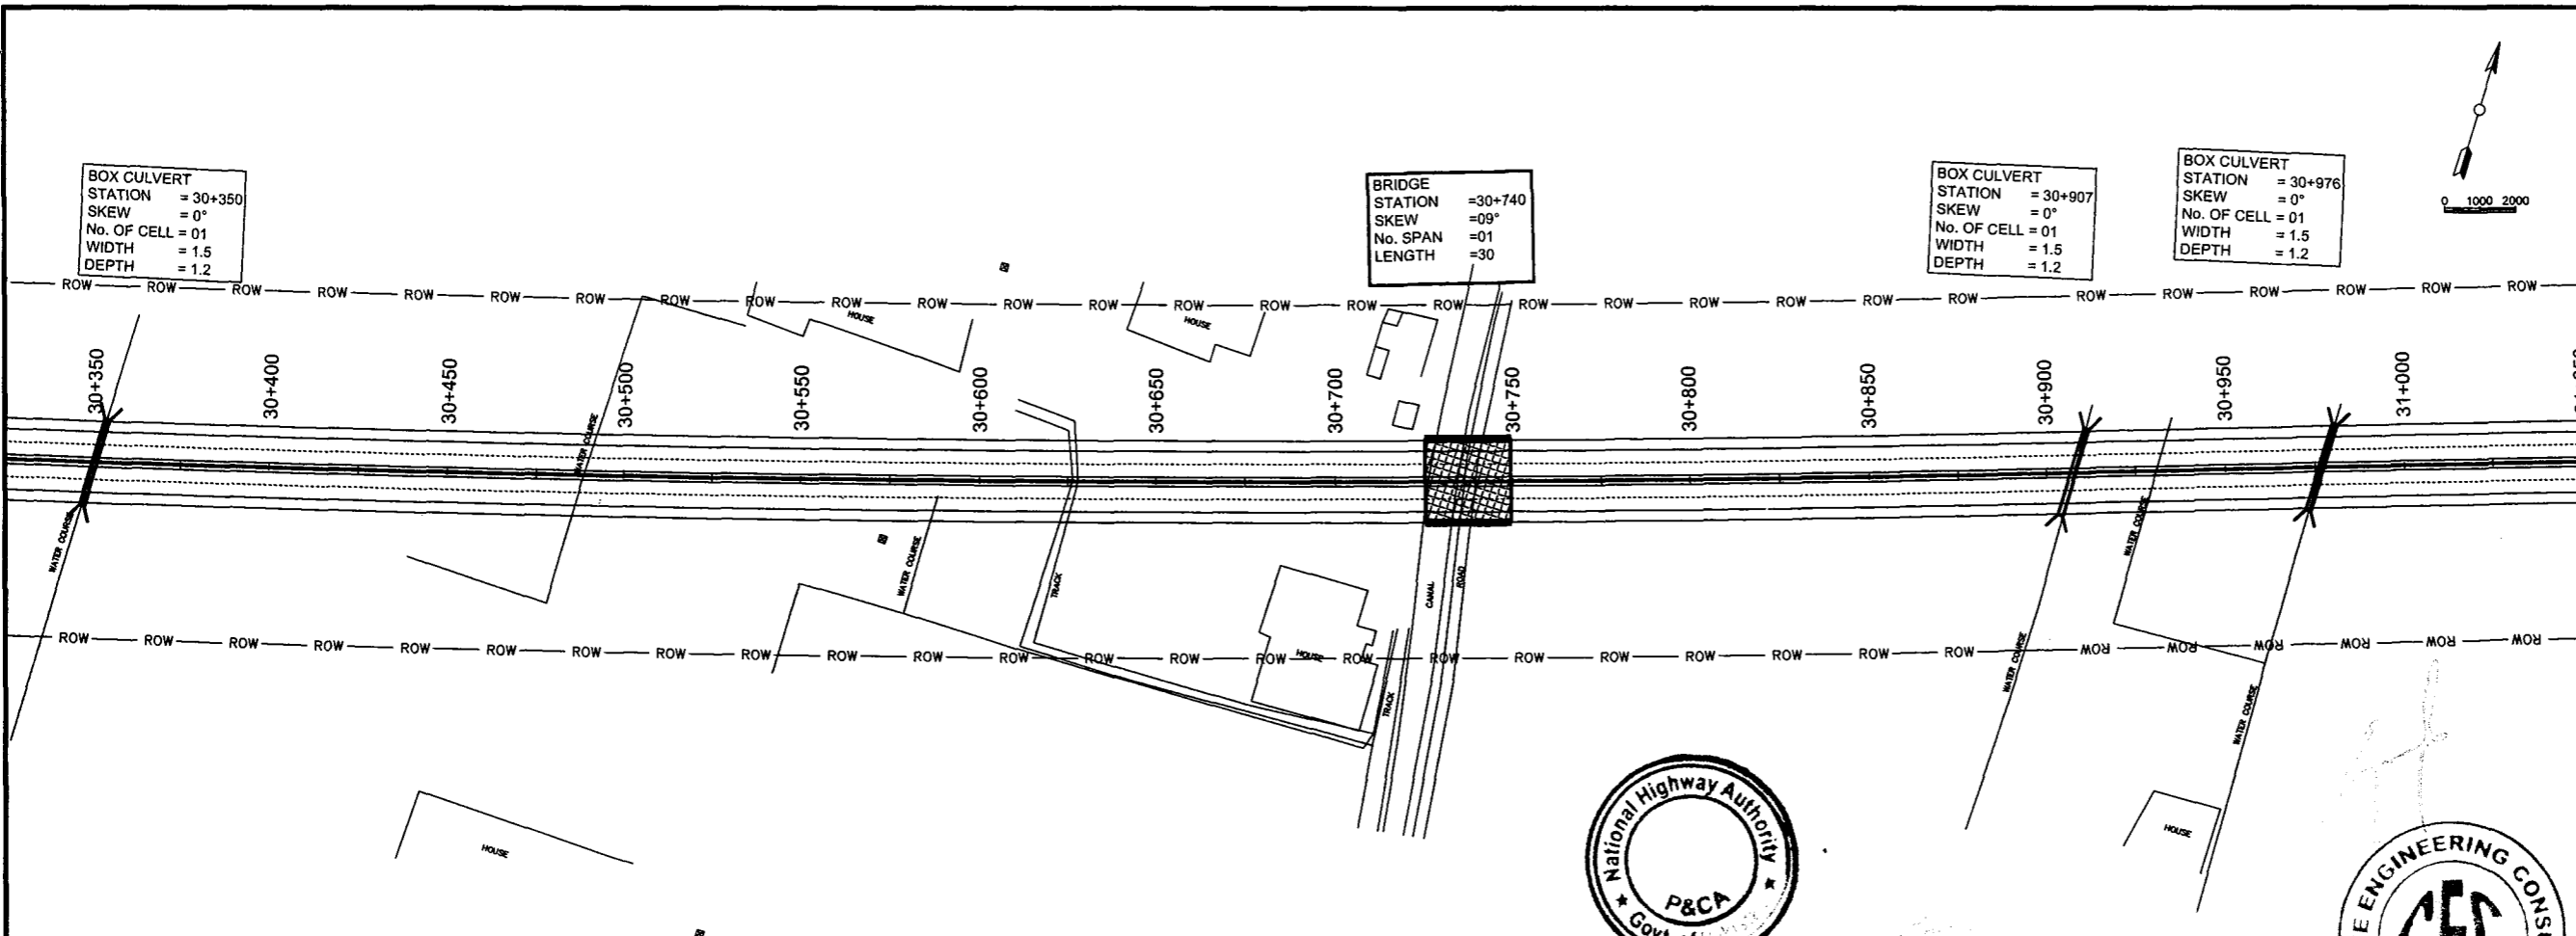 BOX CULVERT
STATION = 30+350
SKEW = 0°
No. OF CELL = 01
WIDTH = 1.5
DEPTH = 1.2
BRIDGE
STATION =30+740
SKEW =09°
No. SPAN =01
LENGTH =30
BOX CULVERT
STATION = 30+907
SKEW = 0°
No. OF CELL = 01
WIDTH = 1.5
DEPTH = 1.2
BOX CULVERT
STATION = 30+976
SKEW = 0°
No. OF CELL = 01
WIDTH = 1.5
DEPTH = 1.2
0 1000 2000
ROW ROW ROW ROW ROW ROW ROW ROW ROW ROW ROW ROW ROW ROW ROW ROW ROW ROW ROW ROW ROW ROW ROW ROW ROW ROW ROW ROW ROW
HOUSE
HOUSE
30+350
30+400
30+450
30+500
30+550
30+600
30+650
30+700
30+750
30+800
30+850
30+900
30+950
31+000
WATER COURSE
WATER COURSE
WATER COURSE
TRACK
CANAL
ROAD
WATER COURSE
ROW ROW ROW ROW ROW ROW ROW ROW ROW ROW ROW ROW ROW ROW ROW ROW ROW ROW ROW ROW ROW ROW ROW ROW ROW ROW ROW ROW ROW
HOUSE
TRACK
WATER COURSE
WATER COURSE
HOUSE
HOUSE
National Highway Authority
P&CA
Govt.
E ENGINEERING CONS